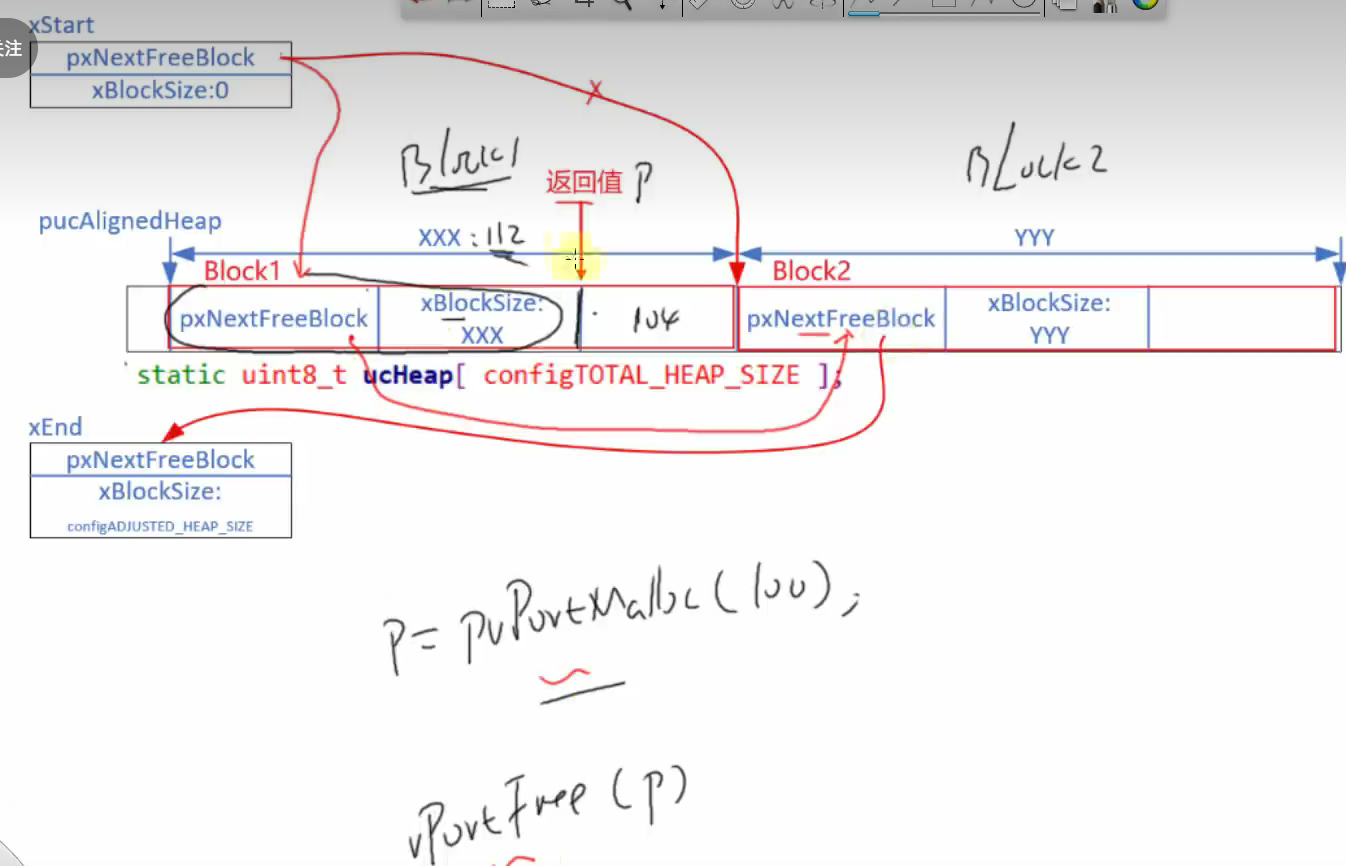 关注
xStart
pxNextFreeBlock
xBlockSize:0
Block1
Block2
返回值 P
pucAlignedHeap
XXX : 112
YYY
Block1
Block2
pxNextFreeBlock
xBlockSize:
XXX
104
pxNextFreeBlock
xBlockSize:
YYY
static uint8_t ucHeap[ configTOTAL_HEAP_SIZE ];
xEnd
pxNextFreeBlock
xBlockSize:
configADJUSTED_HEAP_SIZE
P= pvPortMalloc(100);
vPortFree(P)